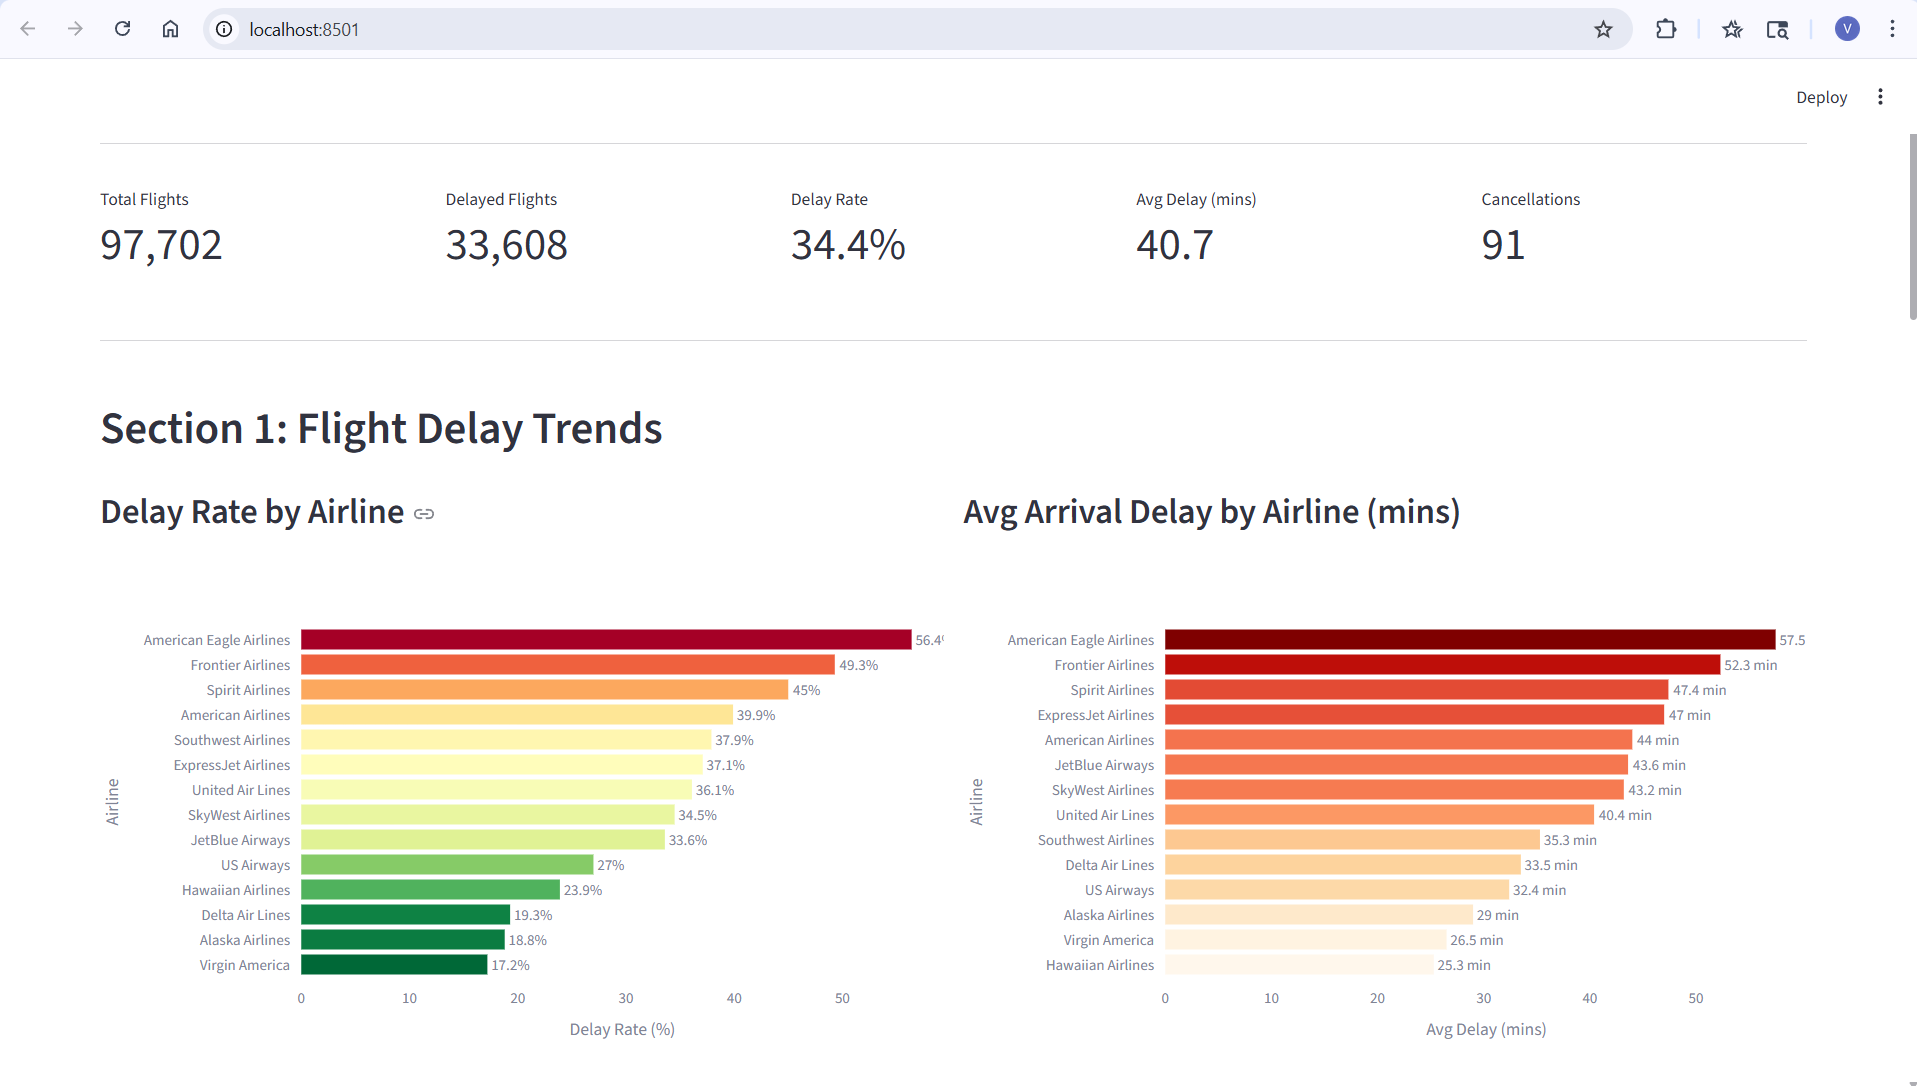 localhost:8501
V
Deploy
Total Flights
97,702
Delayed Flights
33,608
Delay Rate
34.4%
Avg Delay (mins)
40.7
Cancellations
91
Section 1: Flight Delay Trends
Delay Rate by Airline
American Eagle Airlines 56.4
Frontier Airlines 49.3%
Spirit Airlines 45%
American Airlines 39.9%
Southwest Airlines 37.9%
ExpressJet Airlines 37.1%
United Air Lines 36.1%
SkyWest Airlines 34.5%
JetBlue Airways 33.6%
US Airways 27%
Hawaiian Airlines 23.9%
Delta Air Lines 19.3%
Alaska Airlines 18.8%
Virgin America 17.2%
Airline
0 10 20 30 40 50
Delay Rate (%)
Avg Arrival Delay by Airline (mins)
American Eagle Airlines 57.5
Frontier Airlines 52.3 min
Spirit Airlines 47.4 min
ExpressJet Airlines 47 min
American Airlines 44 min
JetBlue Airways 43.6 min
SkyWest Airlines 43.2 min
United Air Lines 40.4 min
Southwest Airlines 35.3 min
Delta Air Lines 33.5 min
US Airways 32.4 min
Alaska Airlines 29 min
Virgin America 26.5 min
Hawaiian Airlines 25.3 min
Airline
0 10 20 30 40 50
Avg Delay (mins)